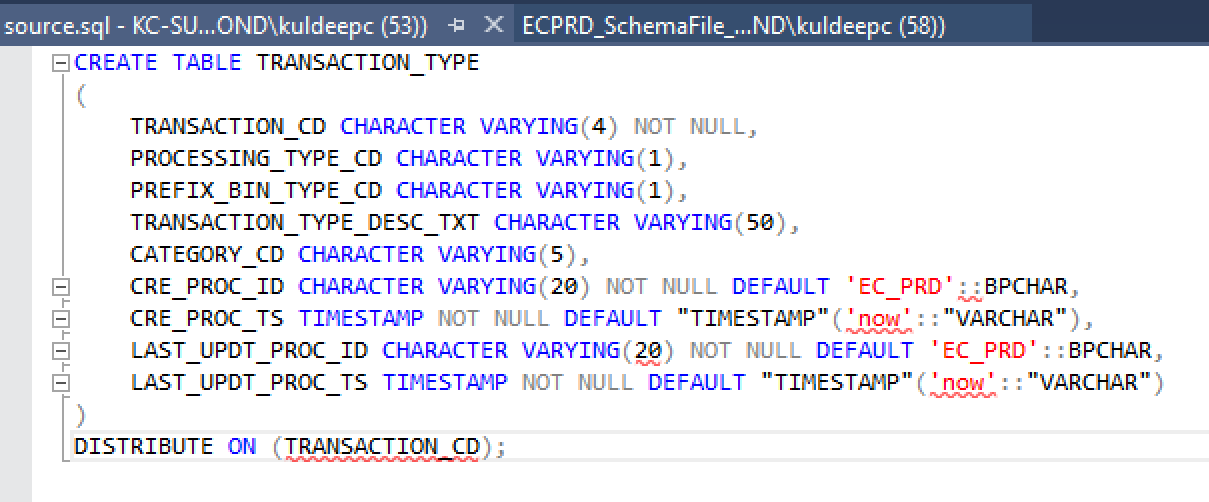 source.sql - KC-SU...OND\kuldeepc (53)) ECPRD_SchemaFile_...ND\kuldeepc (58))
CREATE TABLE TRANSACTION_TYPE
(
TRANSACTION_CD CHARACTER VARYING(4) NOT NULL,
PROCESSING_TYPE_CD CHARACTER VARYING(1),
PREFIX_BIN_TYPE_CD CHARACTER VARYING(1),
TRANSACTION_TYPE_DESC_TXT CHARACTER VARYING(50),
CATEGORY_CD CHARACTER VARYING(5),
CRE_PROC_ID CHARACTER VARYING(20) NOT NULL DEFAULT 'EC_PRD'::BPCHAR,
CRE_PROC_TS TIMESTAMP NOT NULL DEFAULT "TIMESTAMP"('now'::"VARCHAR"),
LAST_UPDT_PROC_ID CHARACTER VARYING(20) NOT NULL DEFAULT 'EC_PRD'::BPCHAR,
LAST_UPDT_PROC_TS TIMESTAMP NOT NULL DEFAULT "TIMESTAMP"('now'::"VARCHAR")
)
DISTRIBUTE ON (TRANSACTION_CD);